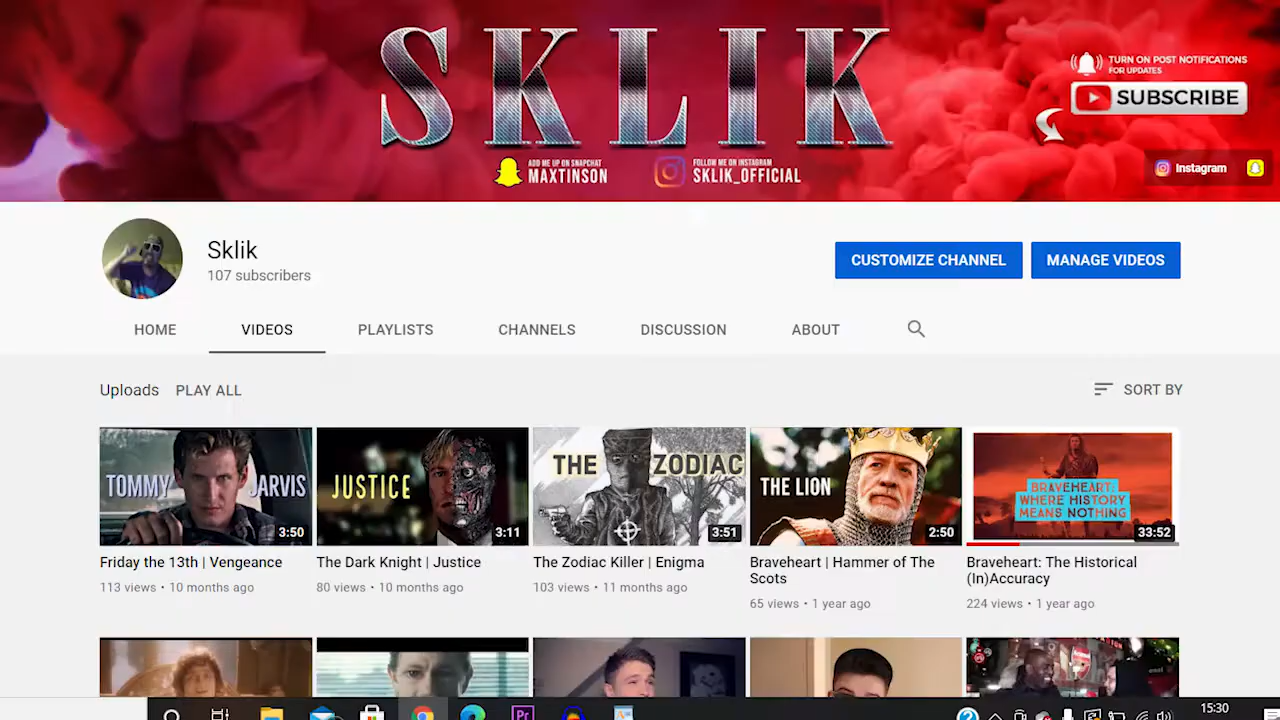 SKLIK
TURN ON POST NOTIFICATIONS
FOR UPDATES
SUBSCRIBE
ADD ME UP ON SNAPCHAT
MAXTINSON
FOLLOW ME ON INSTAGRAM
SKLIK_OFFICIAL
Instagram
Sklik
107 subscribers
CUSTOMIZE CHANNEL
MANAGE VIDEOS
HOME
VIDEOS
PLAYLISTS
CHANNELS
DISCUSSION
ABOUT
Uploads
PLAY ALL
SORT BY
TOMMY JARVIS
3:50
JUSTICE
3:11
THE ZODIAC
3:51
THE LION
2:50
BRAVEHEART:
WHERE HISTORY
MEANS NOTHING
33:52
Friday the 13th | Vengeance
113 views • 10 months ago
The Dark Knight | Justice
80 views • 10 months ago
The Zodiac Killer | Enigma
103 views • 11 months ago
Braveheart | Hammer of The
Scots
65 views • 1 year ago
Braveheart: The Historical
(In)Accuracy
224 views • 1 year ago
Pr
15:30